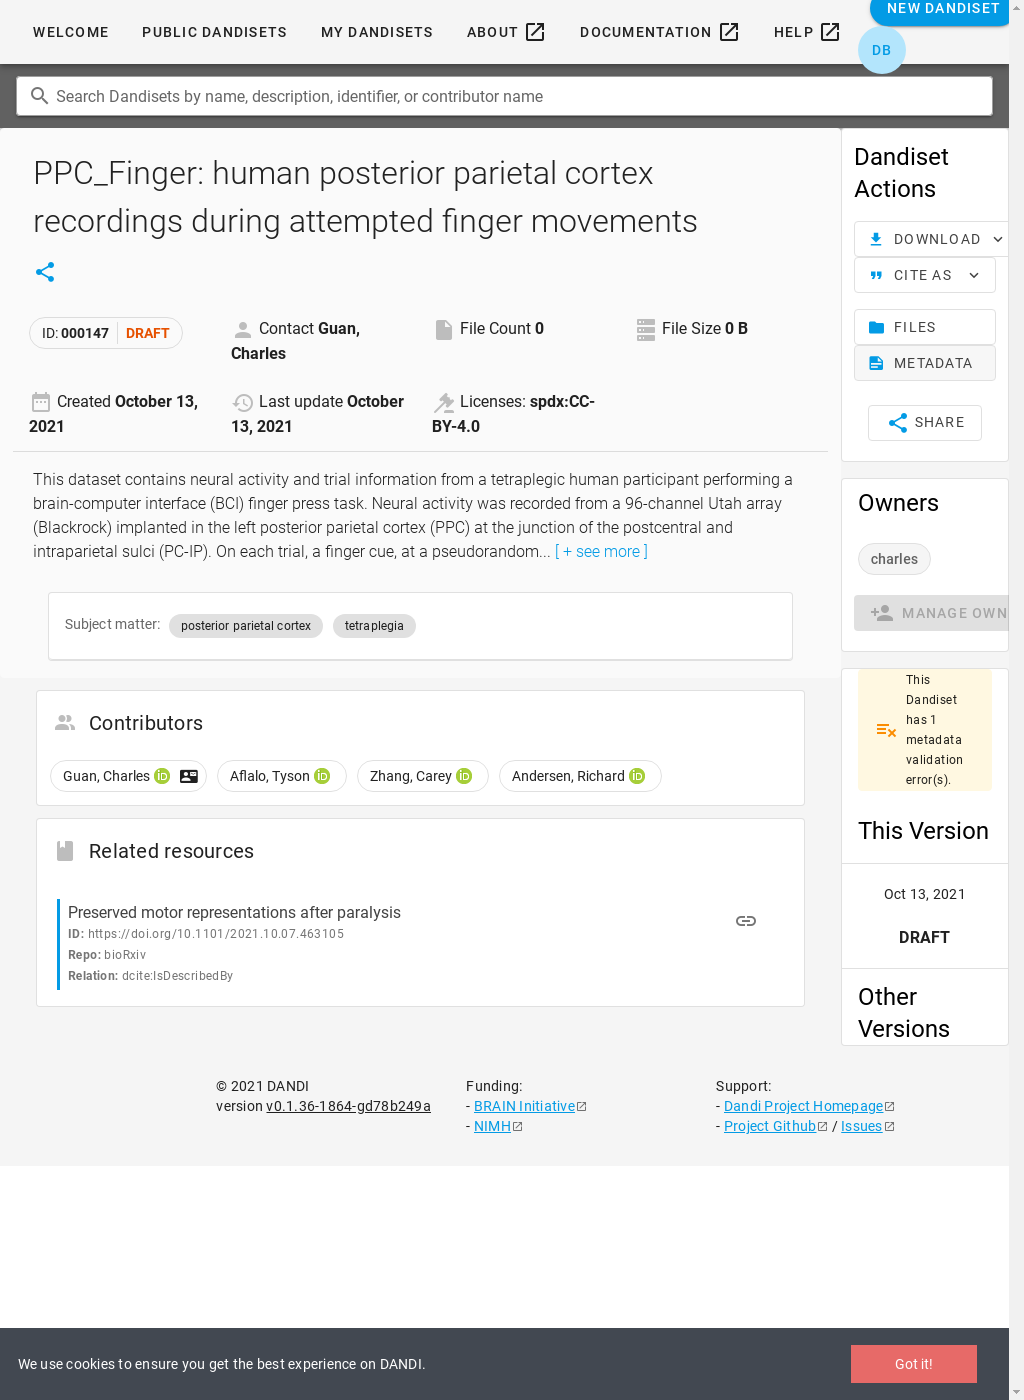 WELCOME
PUBLIC DANDISETS
MY DANDISETS
ABOUT
DOCUMENTATION
HELP
NEW DANDISET
DB
Search Dandisets by name, description, identifier, or contributor name
PPC_Finger: human posterior parietal cortex
recordings during attempted finger movements
ID: 000147
DRAFT
Contact Guan,
Charles
File Count 0
File Size 0 B
Created October 13,
2021
Last update October
13, 2021
Licenses: spdx:CC-
BY-4.0
This dataset contains neural activity and trial information from a tetraplegic human participant performing a
brain-computer interface (BCI) finger press task. Neural activity was recorded from a 96-channel Utah array
(Blackrock) implanted in the left posterior parietal cortex (PPC) at the junction of the postcentral and
intraparietal sulci (PC-IP). On each trial, a finger cue, at a pseudorandom... [ + see more ]
Subject matter:
posterior parietal cortex
tetraplegia
Contributors
Guan, Charles iD
Aflalo, Tyson iD
Zhang, Carey iD
Andersen, Richard iD
Related resources
Preserved motor representations after paralysis
ID: https://doi.org/10.1101/2021.10.07.463105
Repo: bioRxiv
Relation: dcite:IsDescribedBy
Dandiset
Actions
DOWNLOAD
CITE AS
FILES
METADATA
SHARE
Owners
charles
MANAGE OWN
This
Dandiset
has 1
metadata
validation
error(s).
This Version
Oct 13, 2021
DRAFT
Other
Versions
© 2021 DANDI
version v0.1.36-1864-gd78b249a
Funding:
- BRAIN Initiative
- NIMH
Support:
- Dandi Project Homepage
- Project Github / Issues
We use cookies to ensure you get the best experience on DANDI.
Got it!